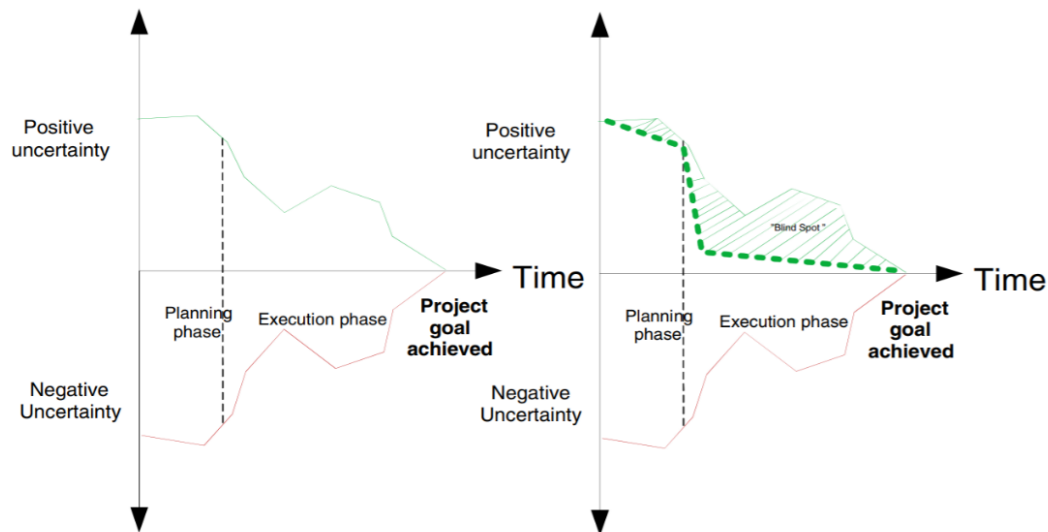 Positive
uncertainty
Time
Planning
phase
Execution phase
Project
goal
achieved
Negative
Uncertainty
Positive
uncertainty
"Blind Spot "
Time
Planning
phase
Execution phase
Project
goal
achieved
Negative
Uncertainty